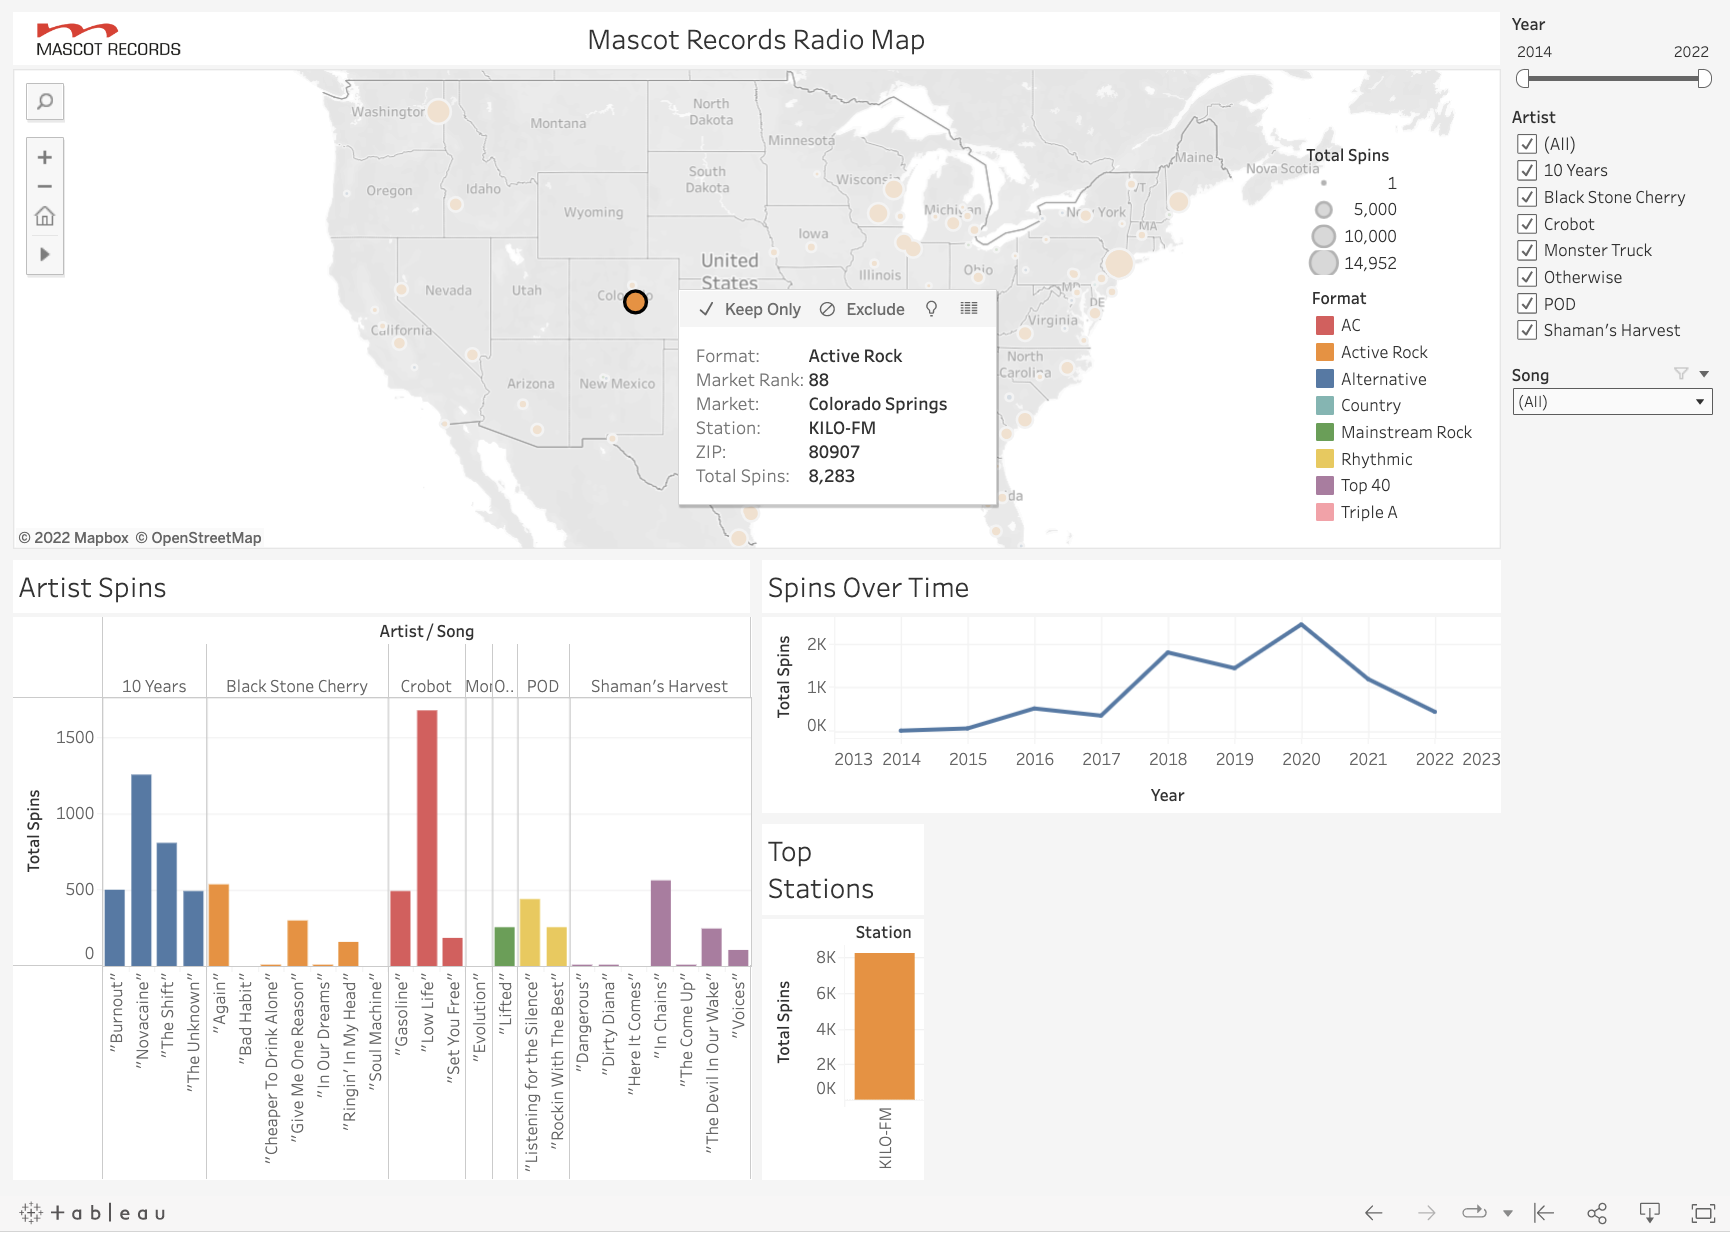 MASCOT RECORDS
Mascot Records Radio Map
Year
2014 2022
Artist
(All)
10 Years
Black Stone Cherry
Crobot
Monster Truck
Otherwise
POD
Shaman's Harvest
Song
(All)
Washington
Montana
North
Dakota
Minnesota
Maine
Nova Scotia
Oregon
Idaho
South
Dakota
Wisconsin
VT
Wyoming
Michigan
New York
MA
Iowa
United
States
Nevada
Utah
Colorado
Illinois
Ohio
MD
DE
California
Virginia
Arizona
New Mexico
North
Carolina
da
Total Spins
1
5,000
10,000
14,952
Format
AC
Active Rock
Alternative
Country
Mainstream Rock
Rhythmic
Top 40
Triple A
Keep Only Exclude
Format: Active Rock
Market Rank: 88
Market: Colorado Springs
Station: KILO-FM
ZIP: 80907
Total Spins: 8,283
© 2022 Mapbox © OpenStreetMap
Artist Spins
Artist / Song
10 Years Black Stone Cherry Crobot Mor O.. POD Shaman's Harvest
Total Spins
1500
1000
500
0
"Burnout"
"Novacaine"
"The Shift"
"The Unknown"
"Again"
"Bad Habit"
"Cheaper To Drink Alone"
"Give Me One Reason"
"In Our Dreams"
"Ringin' In My Head"
"Soul Machine"
"Gasoline"
"Low Life"
"Set You Free"
"Evolution"
"Lifted"
"Listening for the Silence"
"Rockin With The Best"
"Dangerous"
"Dirty Diana"
"Here It Comes"
"In Chains"
"The Come Up"
"The Devil In Our Wake"
"Voices"
Spins Over Time
Total Spins
2K
1K
0K
2013 2014 2015 2016 2017 2018 2019 2020 2021 2022 2023
Year
Top
Stations
Station
Total Spins
8K
6K
4K
2K
0K
KILO-FM
+ableau